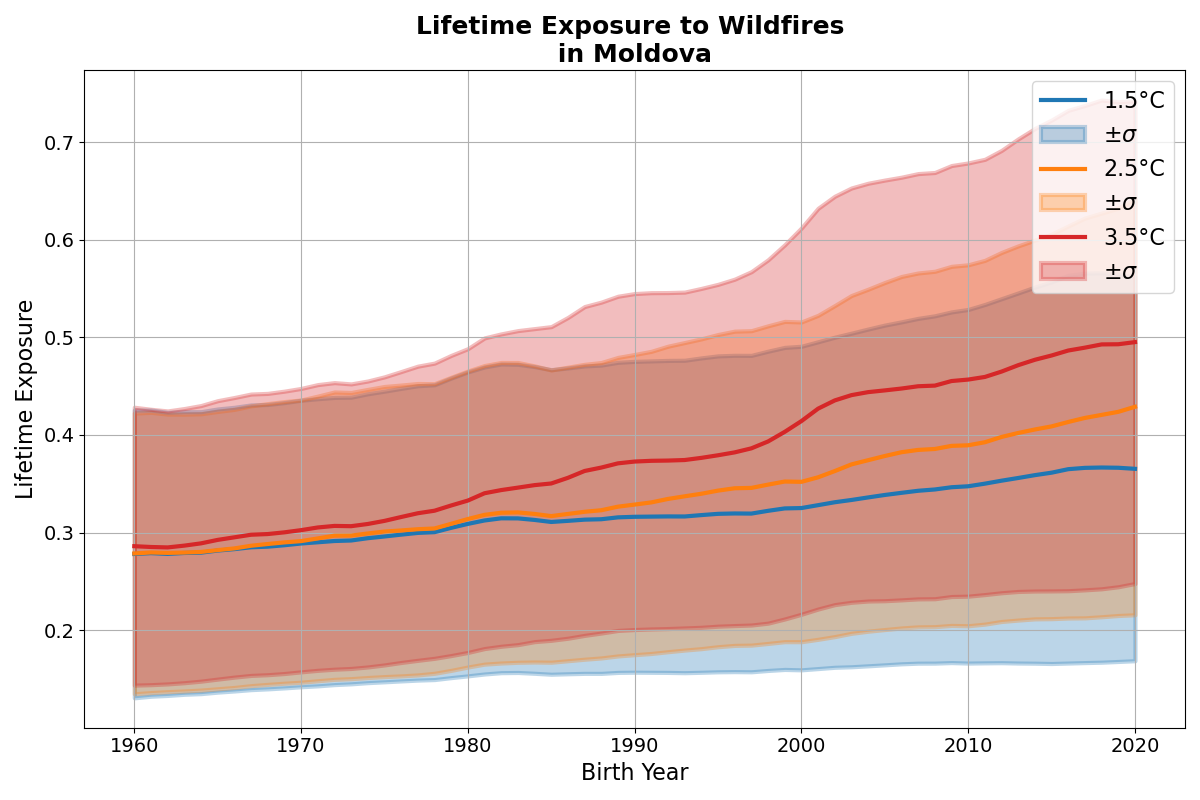 Lifetime Exposure to Wildfires
in Moldova
Lifetime Exposure
0.7
0.6
0.5
0.4
0.3
0.2
1960
1970
1980
1990
2000
2010
2020
Birth Year
1.5°C
±σ
2.5°C
±σ
3.5°C
±σ